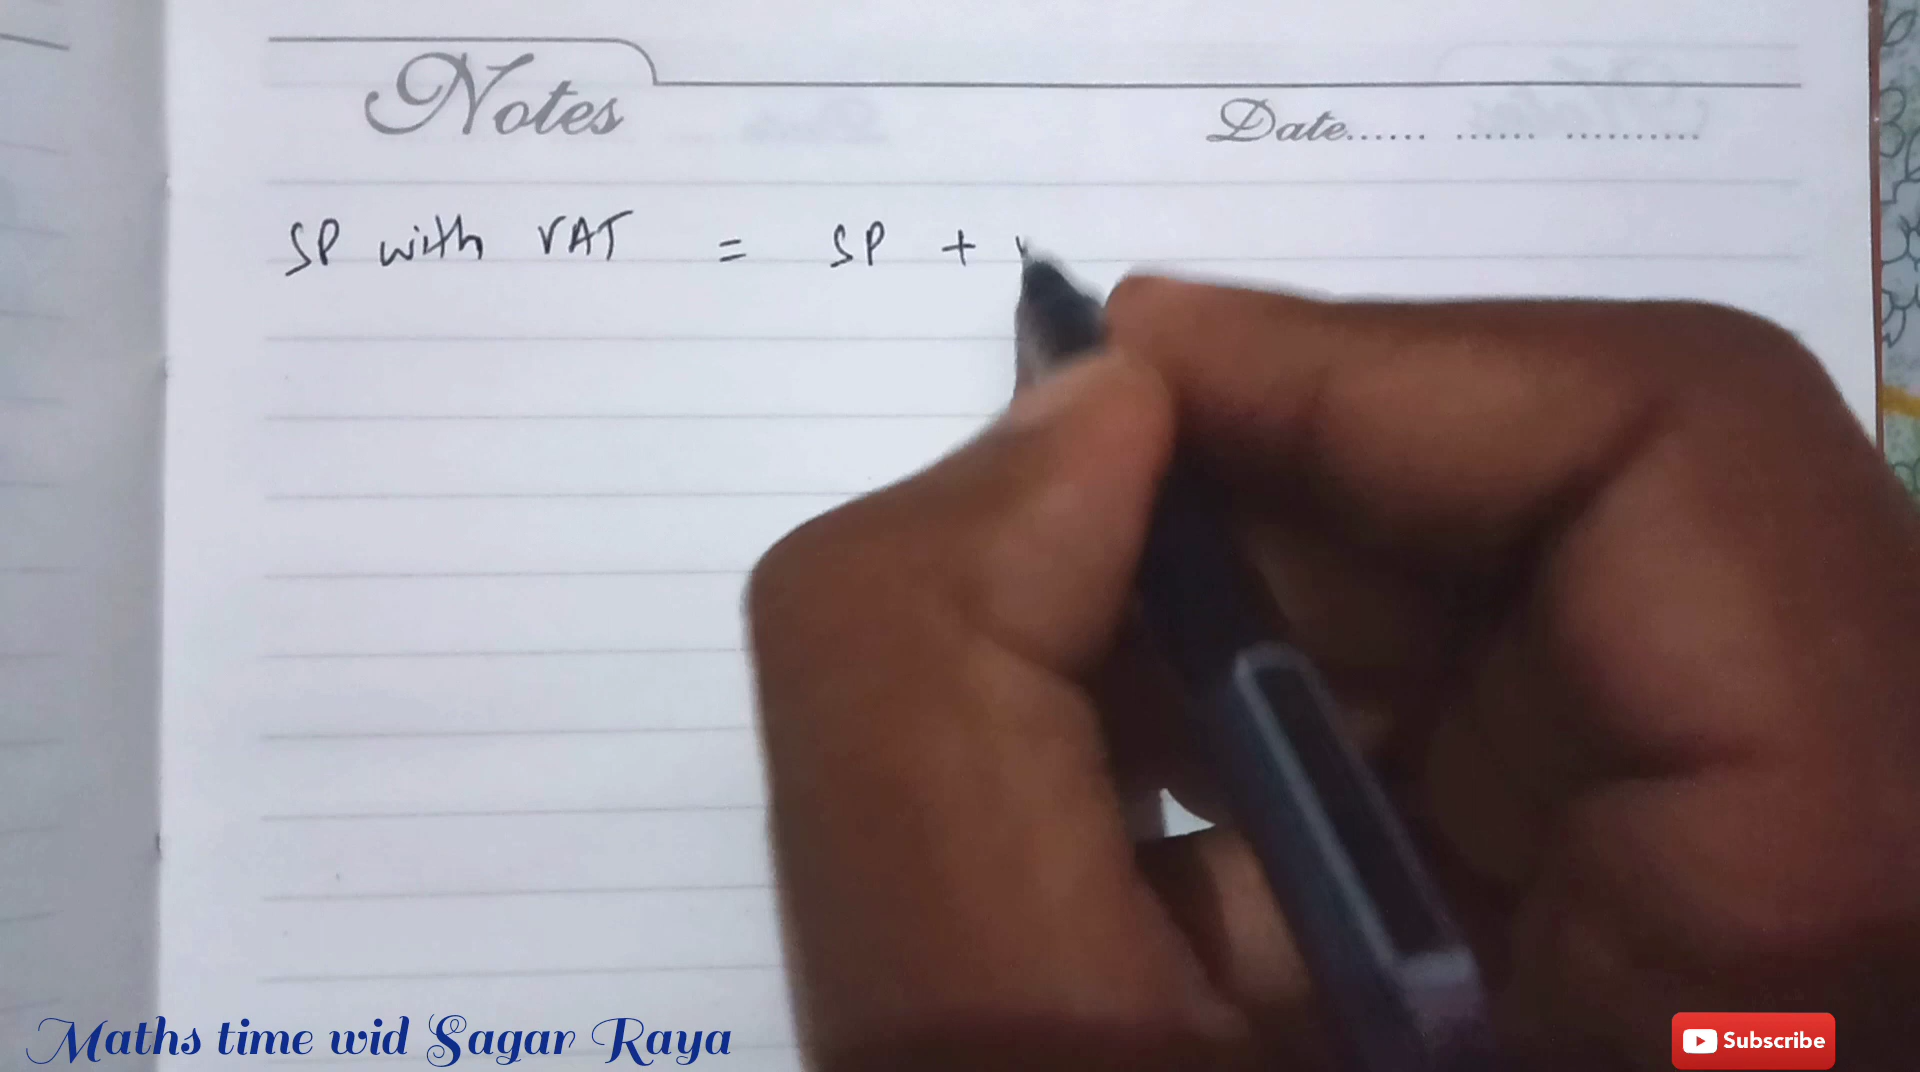 Notes
Date...... ...... ..........
SP with VAT = SP +
Maths time wid Sagar Raya
Subscribe